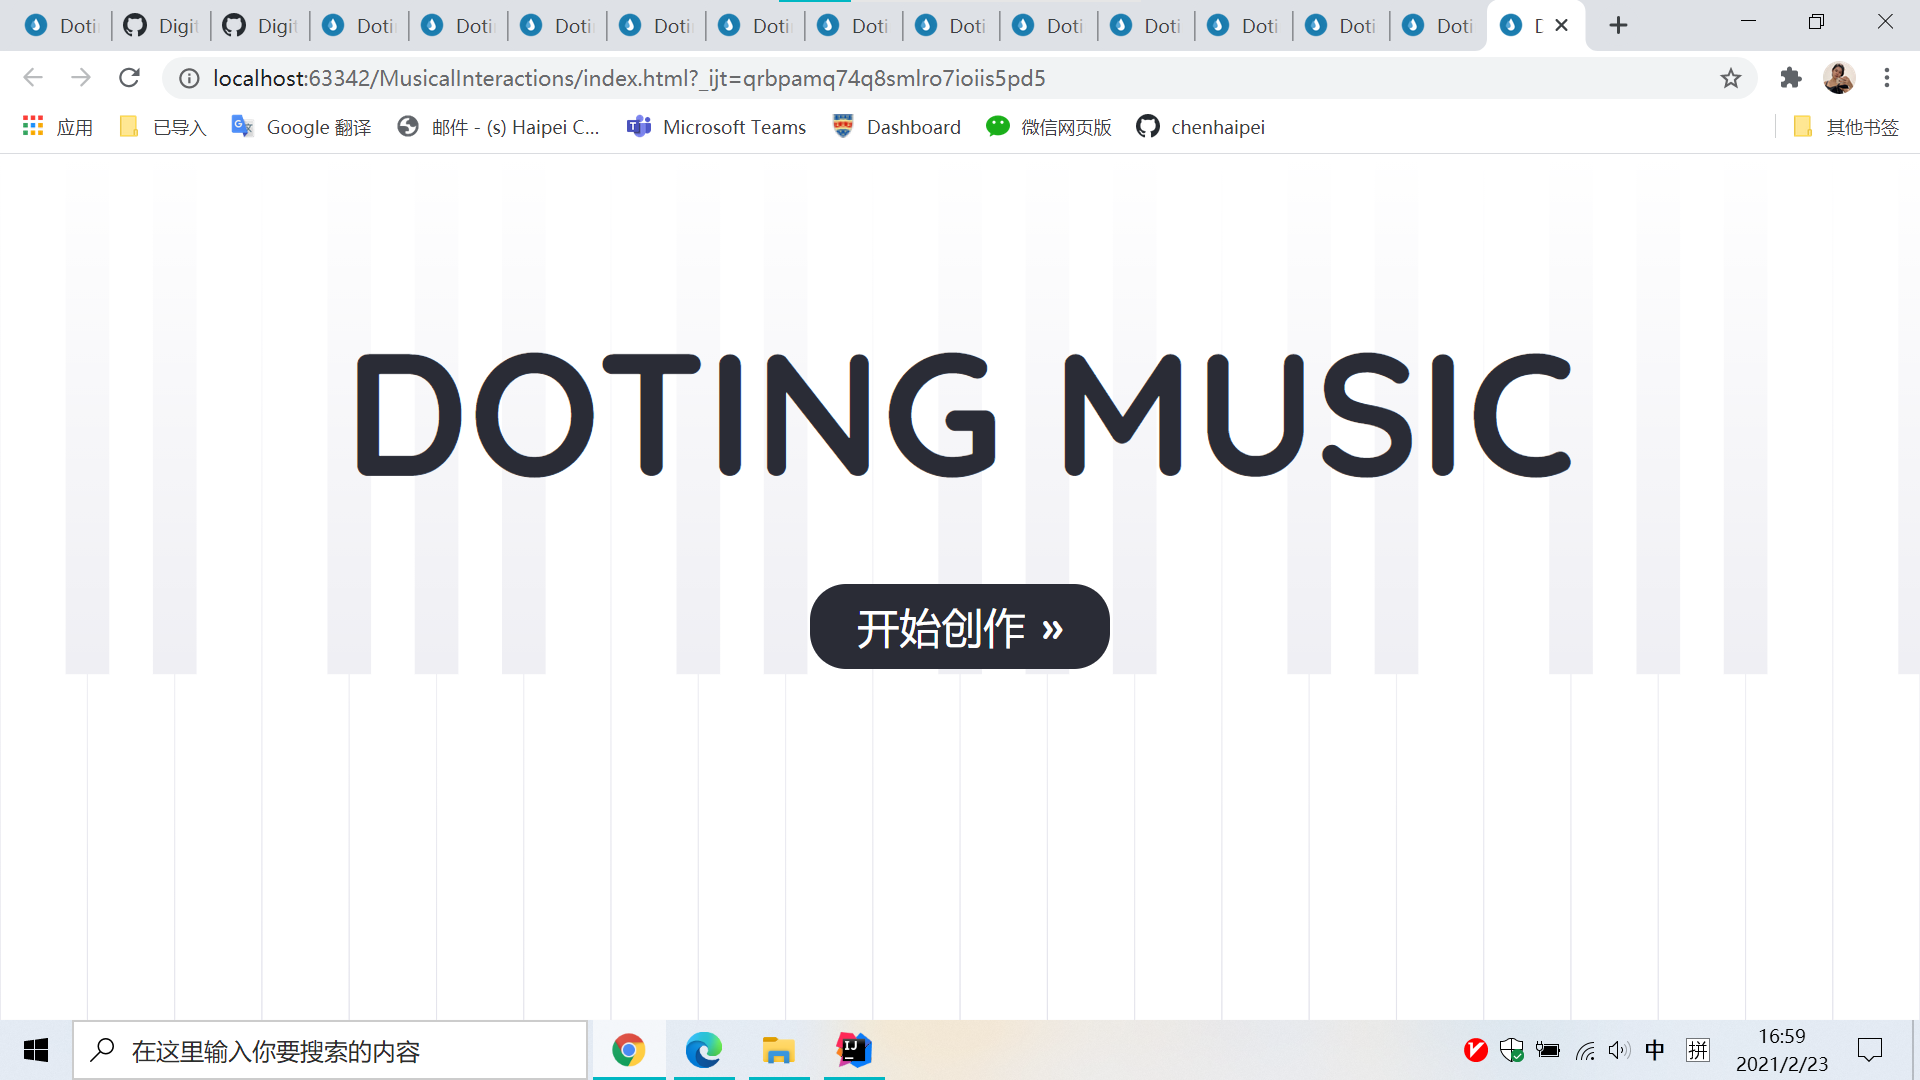 Doti Digit Digit Doti Doti Doti Doti Doti Doti Doti Doti Doti Doti Doti Doti D
localhost:63342/MusicalInteractions/index.html?_ijt=qrbpamq74q8smlro7ioiis5pd5
应用 已导入 Google 翻译 邮件 - (s) Haipei C... Microsoft Teams Dashboard 微信网页版 chenhaipei 其他书签
DOTING MUSIC
开始创作 »
在这里输入你要搜索的内容
IJ
中 拼
16:59
2021/2/23